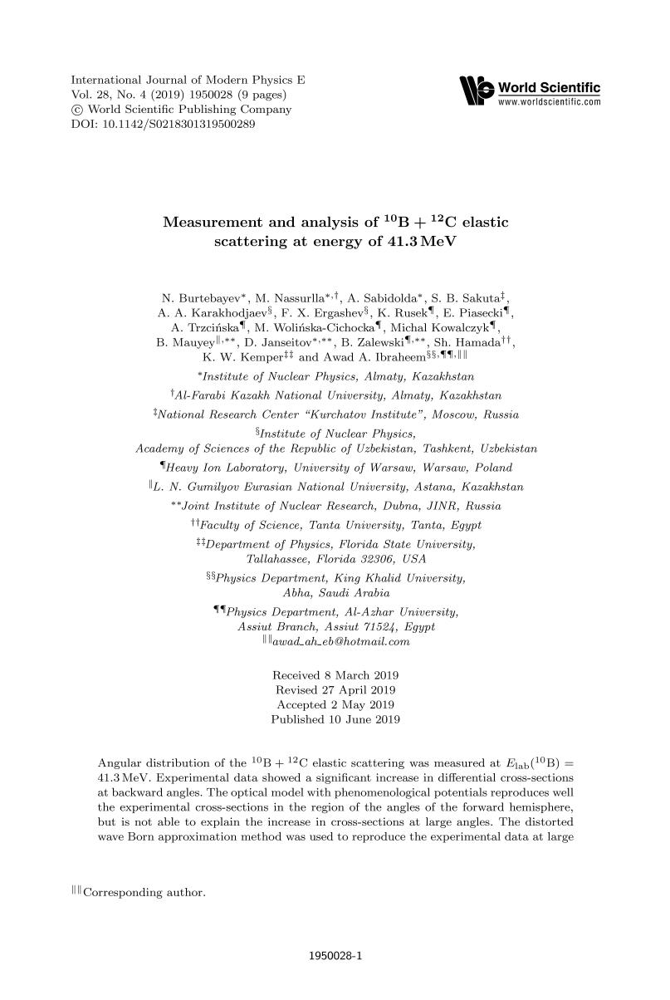 International Journal of Modern Physics E
Vol. 28, No. 4 (2019) 1950028 (9 pages)
© World Scientific Publishing Company
DOI: 10.1142/S0218301319500289
World Scientific
www.worldscientific.com
Measurement and analysis of ¹⁰B + ¹²C elastic
scattering at energy of 41.3 MeV
N. Burtebayev*, M. Nassurlla*,†, A. Sabidolda*, S. B. Sakuta‡,
A. A. Karakhodjaev§, F. X. Ergashev§, K. Rusek¶, E. Piasecki¶,
A. Trzcińska¶, M. Wolińska-Cichocka¶, Michal Kowalczyk¶,
B. Mauyey‖,**, D. Janseitov*,**, B. Zalewski¶,**, Sh. Hamada††,
K. W. Kemper‡‡ and Awad A. Ibraheem§§,¶¶,‖‖
*Institute of Nuclear Physics, Almaty, Kazakhstan
†Al-Farabi Kazakh National University, Almaty, Kazakhstan
‡National Research Center “Kurchatov Institute”, Moscow, Russia
§Institute of Nuclear Physics,
Academy of Sciences of the Republic of Uzbekistan, Tashkent, Uzbekistan
¶Heavy Ion Laboratory, University of Warsaw, Warsaw, Poland
‖L. N. Gumilyov Eurasian National University, Astana, Kazakhstan
**Joint Institute of Nuclear Research, Dubna, JINR, Russia
††Faculty of Science, Tanta University, Tanta, Egypt
‡‡Department of Physics, Florida State University,
Tallahassee, Florida 32306, USA
§§Physics Department, King Khalid University,
Abha, Saudi Arabia
¶¶Physics Department, Al-Azhar University,
Assiut Branch, Assiut 71524, Egypt
‖‖awad_ah_eb@hotmail.com
Received 8 March 2019
Revised 27 April 2019
Accepted 2 May 2019
Published 10 June 2019
Angular distribution of the ¹⁰B + ¹²C elastic scattering was measured at E_lab(¹⁰B) =
41.3 MeV. Experimental data showed a significant increase in differential cross-sections
at backward angles. The optical model with phenomenological potentials reproduces well
the experimental cross-sections in the region of the angles of the forward hemisphere,
but is not able to explain the increase in cross-sections at large angles. The distorted
wave Born approximation method was used to reproduce the experimental data at large
‖‖Corresponding author.
1950028-1